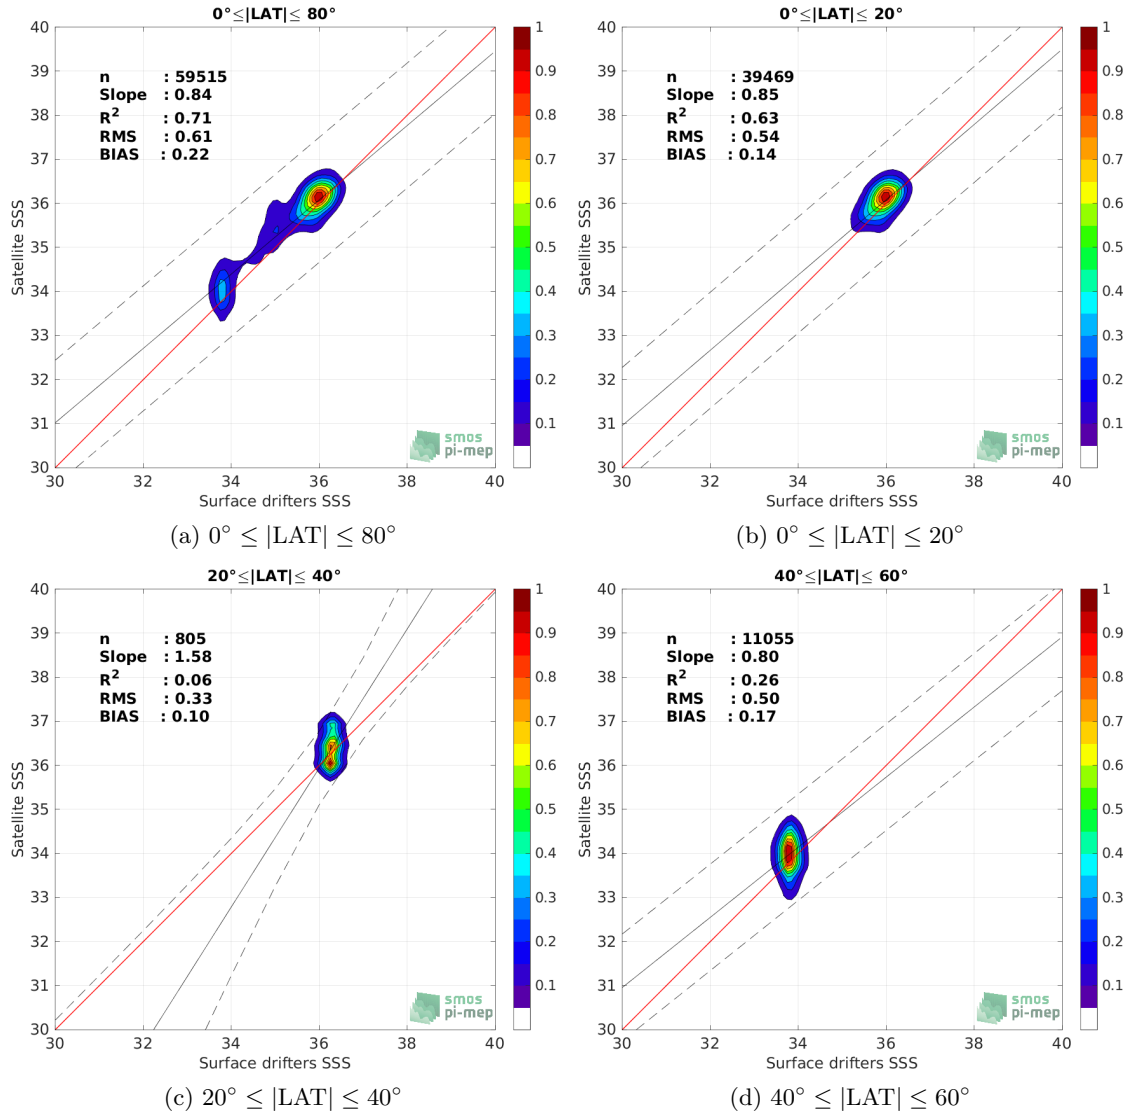 0°≤|LAT|≤ 80°
40
39
38
37
36
35
34
33
32
31
30
30
32
34
36
38
40
Satellite SSS
Surface drifters SSS
n : 59515
Slope : 0.84
R² : 0.71
RMS : 0.61
BIAS : 0.22
smos
pi-mep
1
0.9
0.8
0.7
0.6
0.5
0.4
0.3
0.2
0.1
(a) 0° ≤ |LAT| ≤ 80°
0°≤|LAT|≤ 20°
40
39
38
37
36
35
34
33
32
31
30
30
32
34
36
38
40
Satellite SSS
Surface drifters SSS
n : 39469
Slope : 0.85
R² : 0.63
RMS : 0.54
BIAS : 0.14
smos
pi-mep
1
0.9
0.8
0.7
0.6
0.5
0.4
0.3
0.2
0.1
(b) 0° ≤ |LAT| ≤ 20°
20°≤|LAT|≤ 40°
40
39
38
37
36
35
34
33
32
31
30
30
32
34
36
38
40
Satellite SSS
Surface drifters SSS
n : 805
Slope : 1.58
R² : 0.06
RMS : 0.33
BIAS : 0.10
smos
pi-mep
1
0.9
0.8
0.7
0.6
0.5
0.4
0.3
0.2
0.1
(c) 20° ≤ |LAT| ≤ 40°
40°≤|LAT|≤ 60°
40
39
38
37
36
35
34
33
32
31
30
30
32
34
36
38
40
Satellite SSS
Surface drifters SSS
n : 11055
Slope : 0.80
R² : 0.26
RMS : 0.50
BIAS : 0.17
smos
pi-mep
1
0.9
0.8
0.7
0.6
0.5
0.4
0.3
0.2
0.1
(d) 40° ≤ |LAT| ≤ 60°